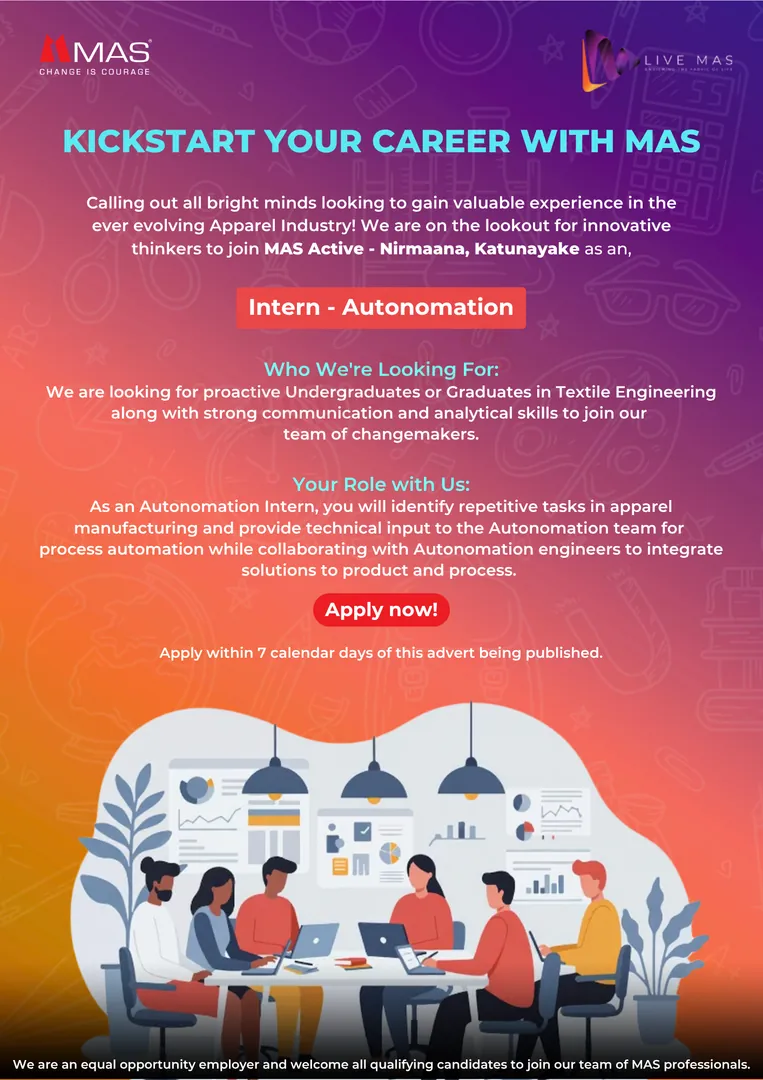 MAS
CHANGE IS COURAGE
LIVE MAS
KICKSTART YOUR CAREER WITH MAS
Calling out all bright minds looking to gain valuable experience in the
ever evolving Apparel Industry! We are on the lookout for innovative
thinkers to join MAS Active - Nirmaana, Katunayake as an,
Intern - Autonomation
Who We're Looking For:
We are looking for proactive Undergraduates or Graduates in Textile Engineering
along with strong communication and analytical skills to join our
team of changemakers.
Your Role with Us:
As an Autonomation Intern, you will identify repetitive tasks in apparel
manufacturing and provide technical input to the Autonomation team for
process automation while collaborating with Autonomation engineers to integrate
solutions to product and process.
Apply now!
Apply within 7 calendar days of this advert being published.
We are an equal opportunity employer and welcome all qualifying candidates to join our team of MAS professionals.